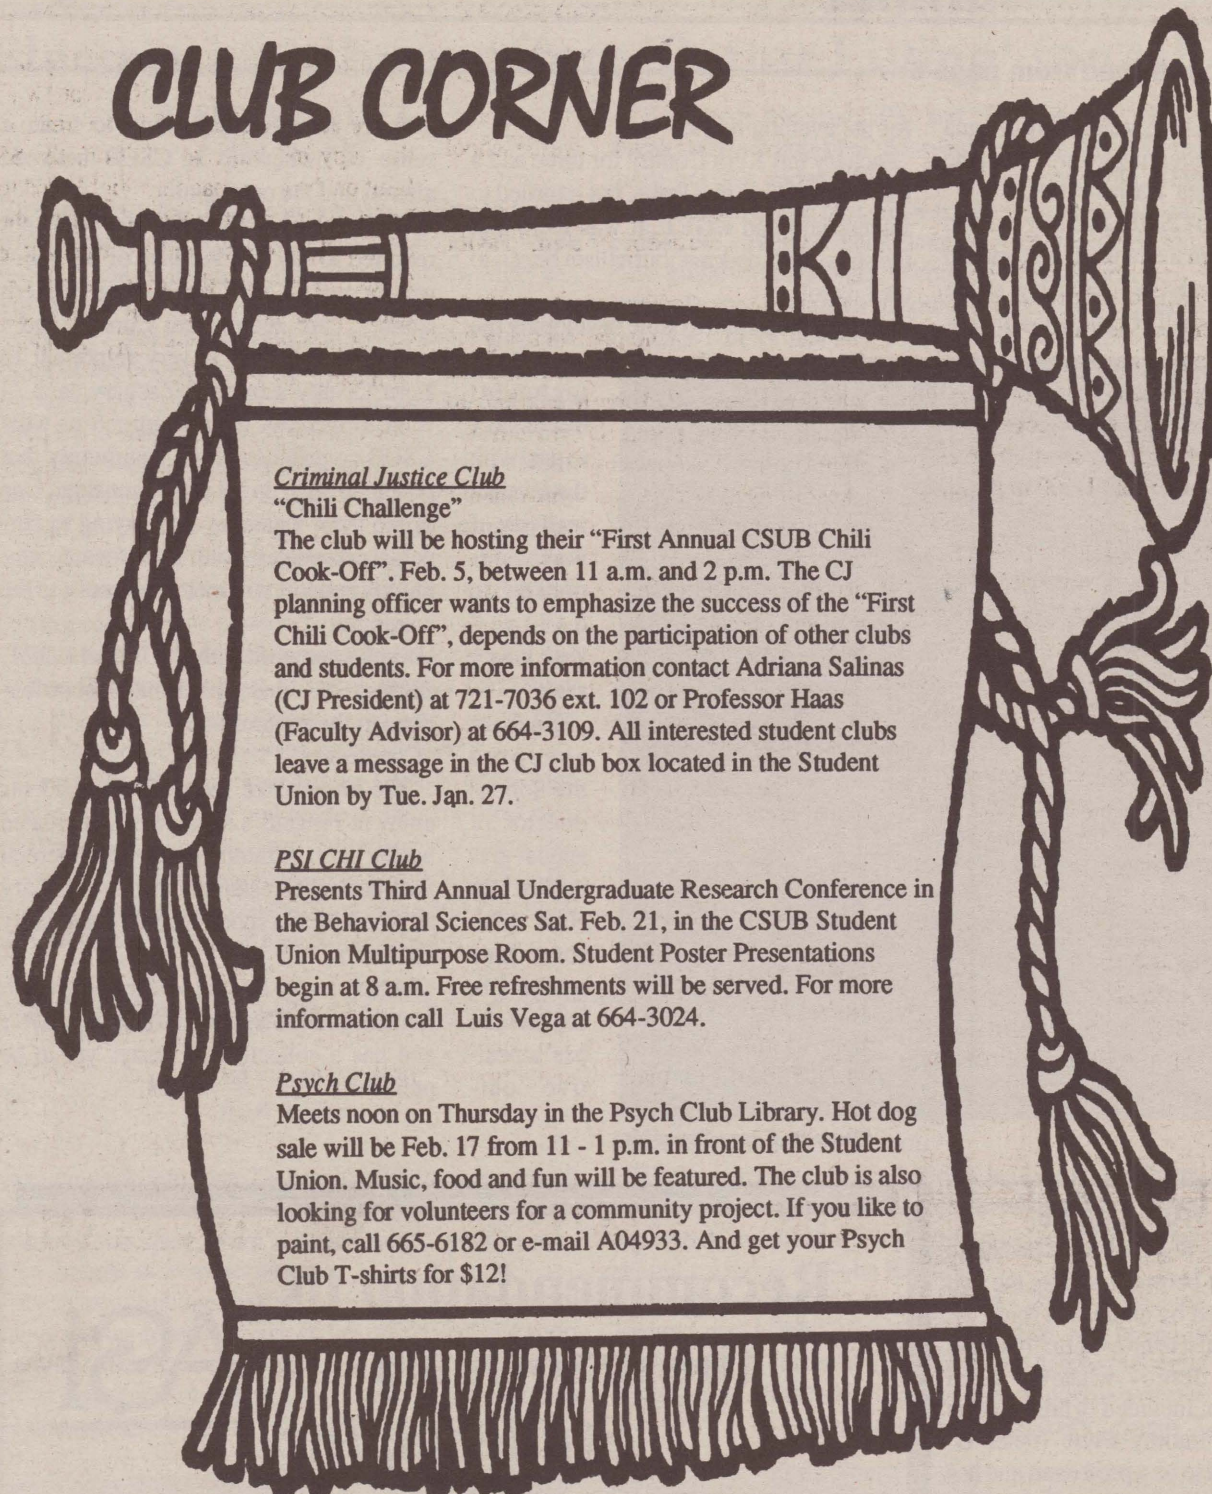 CLUB CORNER
Criminal Justice Club
“Chili Challenge”
The club will be hosting their “First Annual CSUB Chili
Cook-Off”. Feb. 5, between 11 a.m. and 2 p.m. The CJ
planning officer wants to emphasize the success of the “First
Chili Cook-Off”, depends on the participation of other clubs
and students. For more information contact Adriana Salinas
(CJ President) at 721-7036 ext. 102 or Professor Haas
(Faculty Advisor) at 664-3109. All interested student clubs
leave a message in the CJ club box located in the Student
Union by Tue. Jan. 27.
PSI CHI Club
Presents Third Annual Undergraduate Research Conference in
the Behavioral Sciences Sat. Feb. 21, in the CSUB Student
Union Multipurpose Room. Student Poster Presentations
begin at 8 a.m. Free refreshments will be served. For more
information call Luis Vega at 664-3024.
Psych Club
Meets noon on Thursday in the Psych Club Library. Hot dog
sale will be Feb. 17 from 11 - 1 p.m. in front of the Student
Union. Music, food and fun will be featured. The club is also
looking for volunteers for a community project. If you like to
paint, call 665-6182 or e-mail A04933. And get your Psych
Club T-shirts for $12!